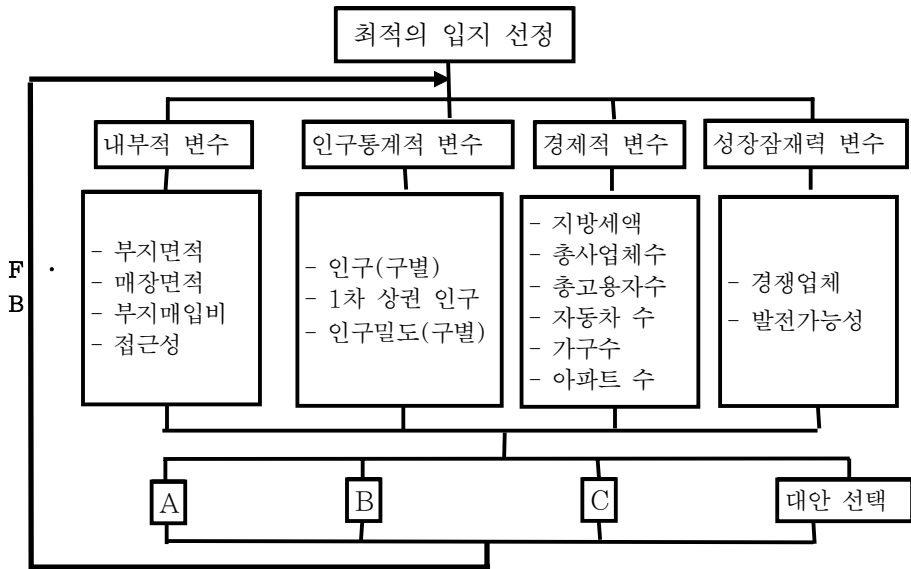 최적의 입지 선정
내부적 변수
인구통계적 변수
경제적 변수
성장잠재력 변수
- 부지면적
- 매장면적
- 부지매입비
- 접근성
- 인구(구별)
- 1차 상권 인구
- 인구밀도(구별)
- 지방세액
- 총사업체수
- 총고용자수
- 자동차 수
- 가구수
- 아파트 수
- 경쟁업체
- 발전가능성
F ·
B
A
B
C
대안 선택